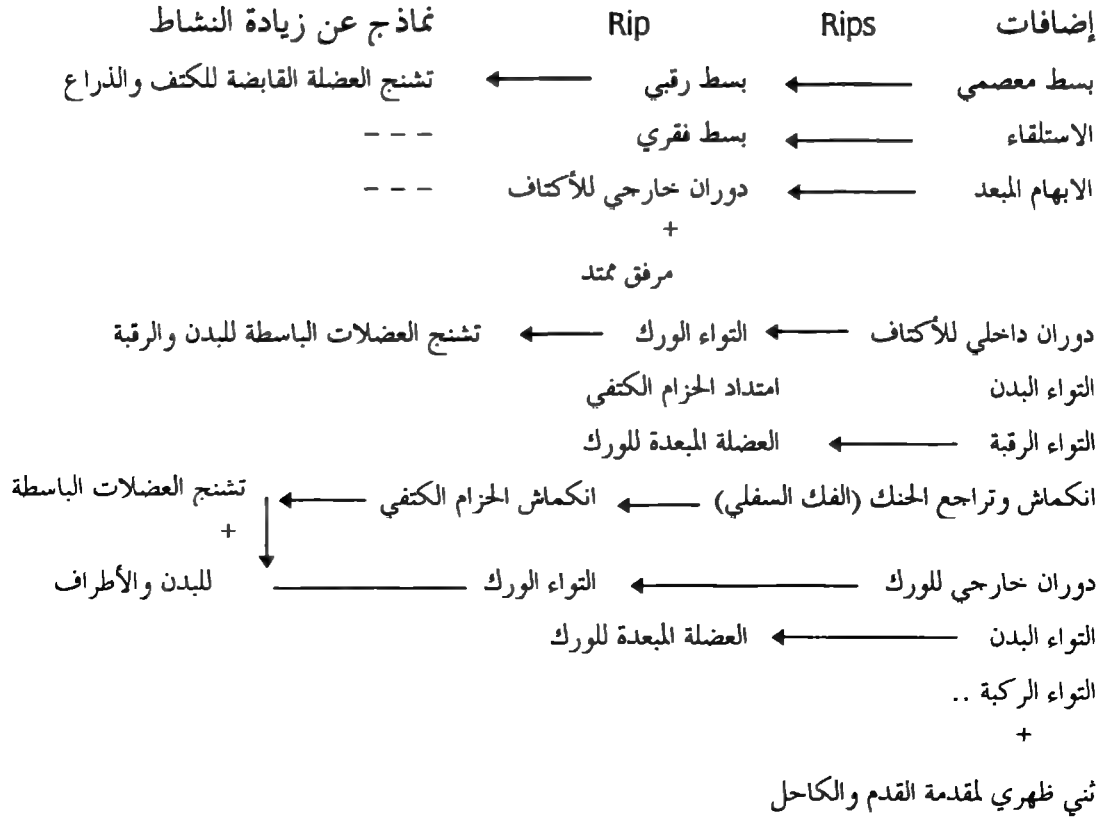 إضافات Rips Rip نماذج عن زيادة النشاط
بسط معصمي ← بسط رقبي ← تشنج العضلة القابضة للكتف والذراع
الاستلقاء ← بسط فقري - - -
الابهام المبعد ← دوران خارجي للأكتاف - - -
+
مرفق ممتد
دوران داخلي للأكتاف ← التواء الورك ← تشنج العضلات الباسطة للبدن والرقبة
التواء البدن امتداد الحزام الكتفي
التواء الرقبة ← العضلة المبعدة للورك
انكماش وتراجع الحنك (الفك السفلي) ← انكماش الحزام الكتفي ← تشنج العضلات الباسطة
+
دوران خارجي للورك ← التواء الورك للبدن والأطراف
التواء البدن ← العضلة المبعدة للورك
التواء الركبة ..
+
ثني ظهري لمقدمة القدم والكاحل